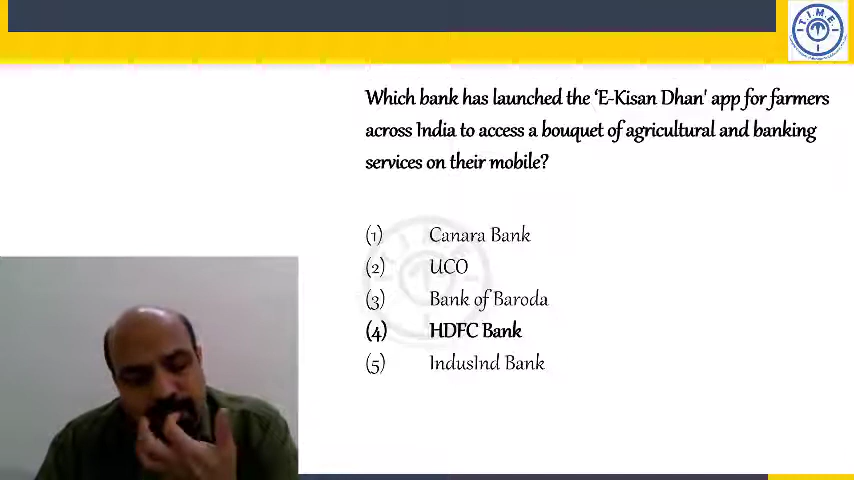 T.I.M.E.
Which bank has launched the ‘E-Kisan Dhan' app for farmers
across India to access a bouquet of agricultural and banking
services on their mobile?
(1) Canara Bank
(2) UCO
(3) Bank of Baroda
(4) HDFC Bank
(5) IndusInd Bank